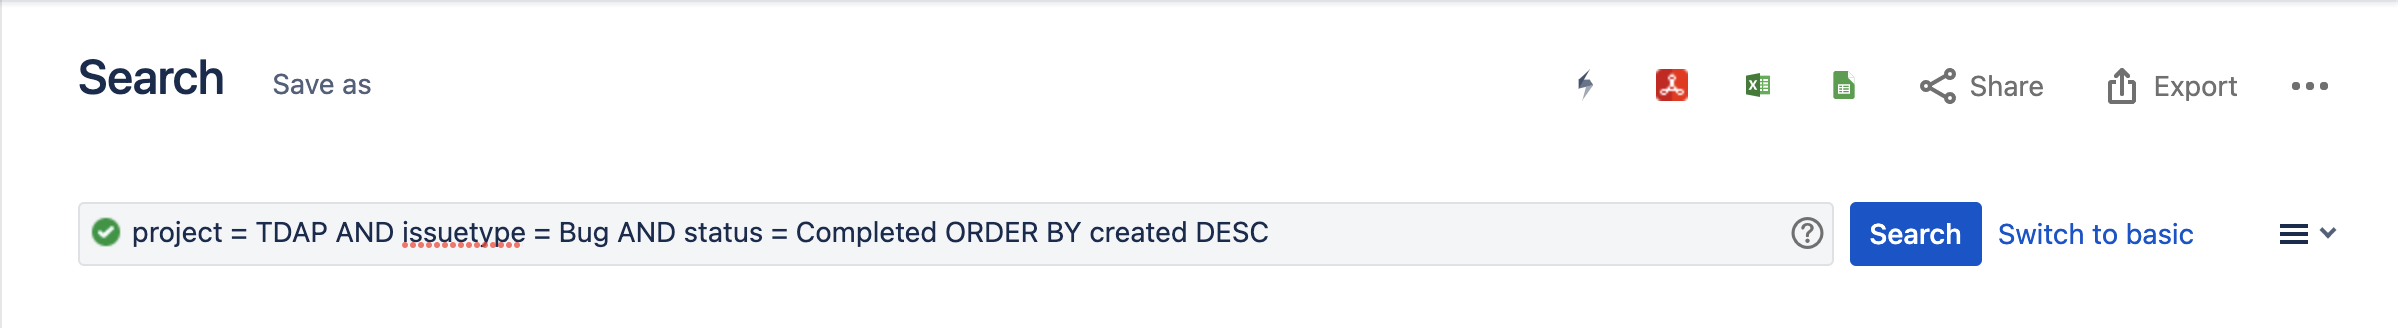 Search Save as Share Export
project = TDAP AND issuetype = Bug AND status = Completed ORDER BY created DESC Search Switch to basic